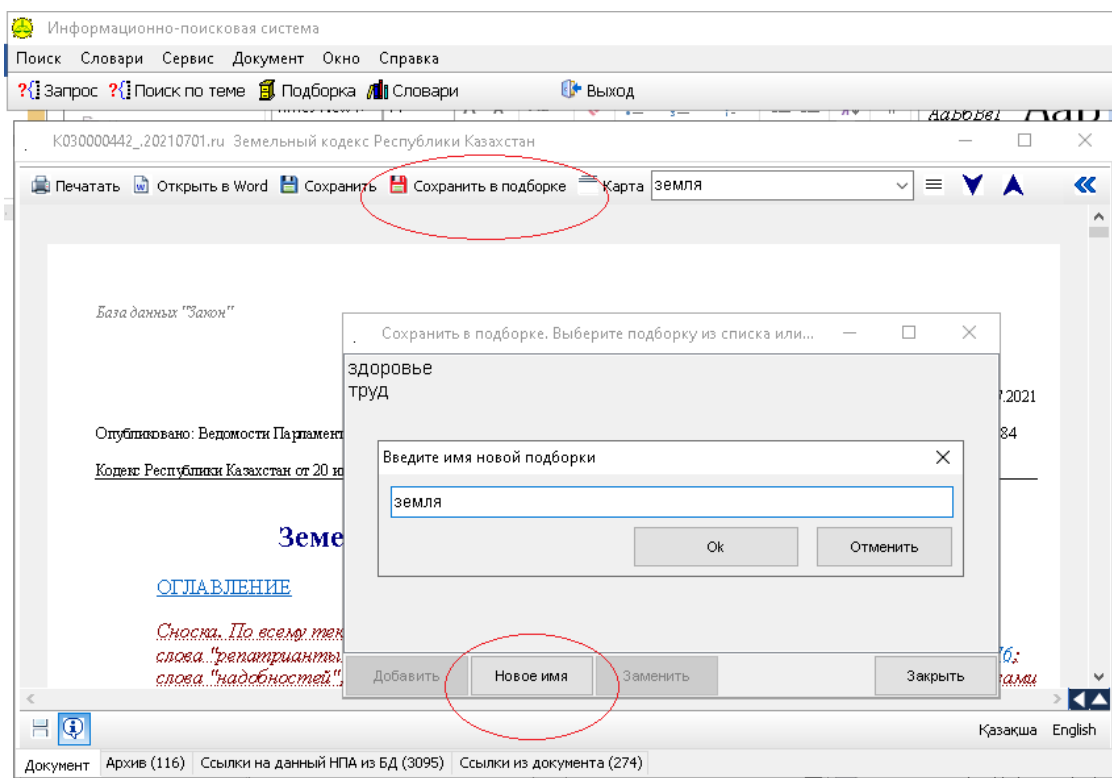 Информационно-поисковая система
Поиск Словари Сервис Документ Окно Справка
?{ Запрос ?{ Поиск по теме Подборка Словари Выход
АаБбВвГ
K030000442_.20210701.ru Земельный кодекс Республики Казахстан
Печатать Открыть в Word Сохранить Сохранить в подборке Карта земля
База данных "Закон"
Сохранить в подборке. Выберите подборку из списка или...
здоровье
труд
.2021
Опубликовано: Ведомости Парламент
84
Введите имя новой подборки
Кодекс Республики Казахстан от 20 ию
земля
Ok Отменить
Земе
ОГЛАВЛЕНИЕ
Сноска. По всему тек
слова "репатрианты
слова "надобностей",
Iб;
вами
Добавить Новое имя Заменить Закрыть
Қазақша English
Документ Архив (116) Ссылки на данный НПА из БД (3095) Ссылки из документа (274)